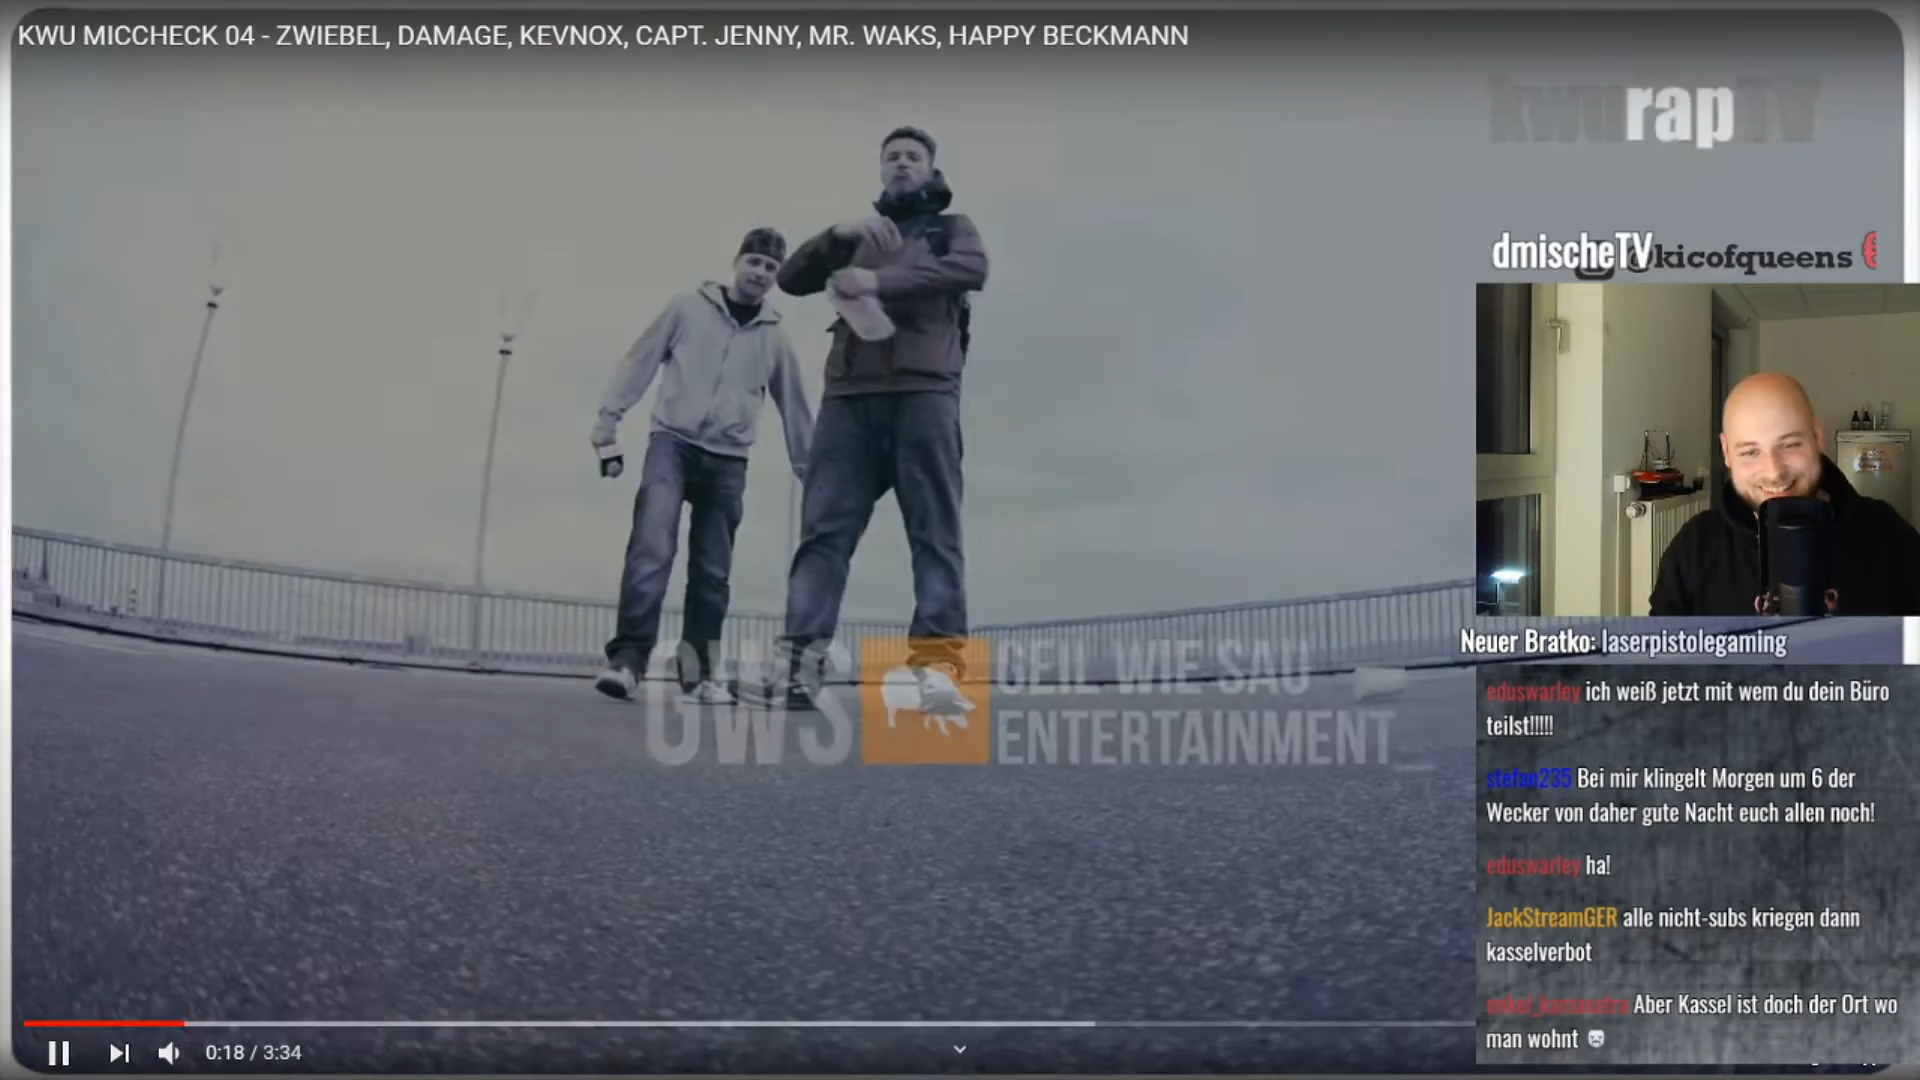 KWU MICCHECK 04 - ZWIEBEL, DAMAGE, KEVNOX, CAPT. JENNY, MR. WAKS, HAPPY BECKMANN
kwurapTV
dmischeTV
@kicofqueens
GWS
GEIL WIE SAU
ENTERTAINMENT
Neuer Bratko: laserpistolegaming
eduswarley ich weiß jetzt mit wem du dein Büro
teilst!!!!!
stefan235 Bei mir klingelt Morgen um 6 der
Wecker von daher gute Nacht euch allen noch!
eduswarley ha!
JackStreamGER alle nicht-subs kriegen dann
kasselverbot
onkel_kamasutra Aber Kassel ist doch der Ort wo
man wohnt
0:18 / 3:34